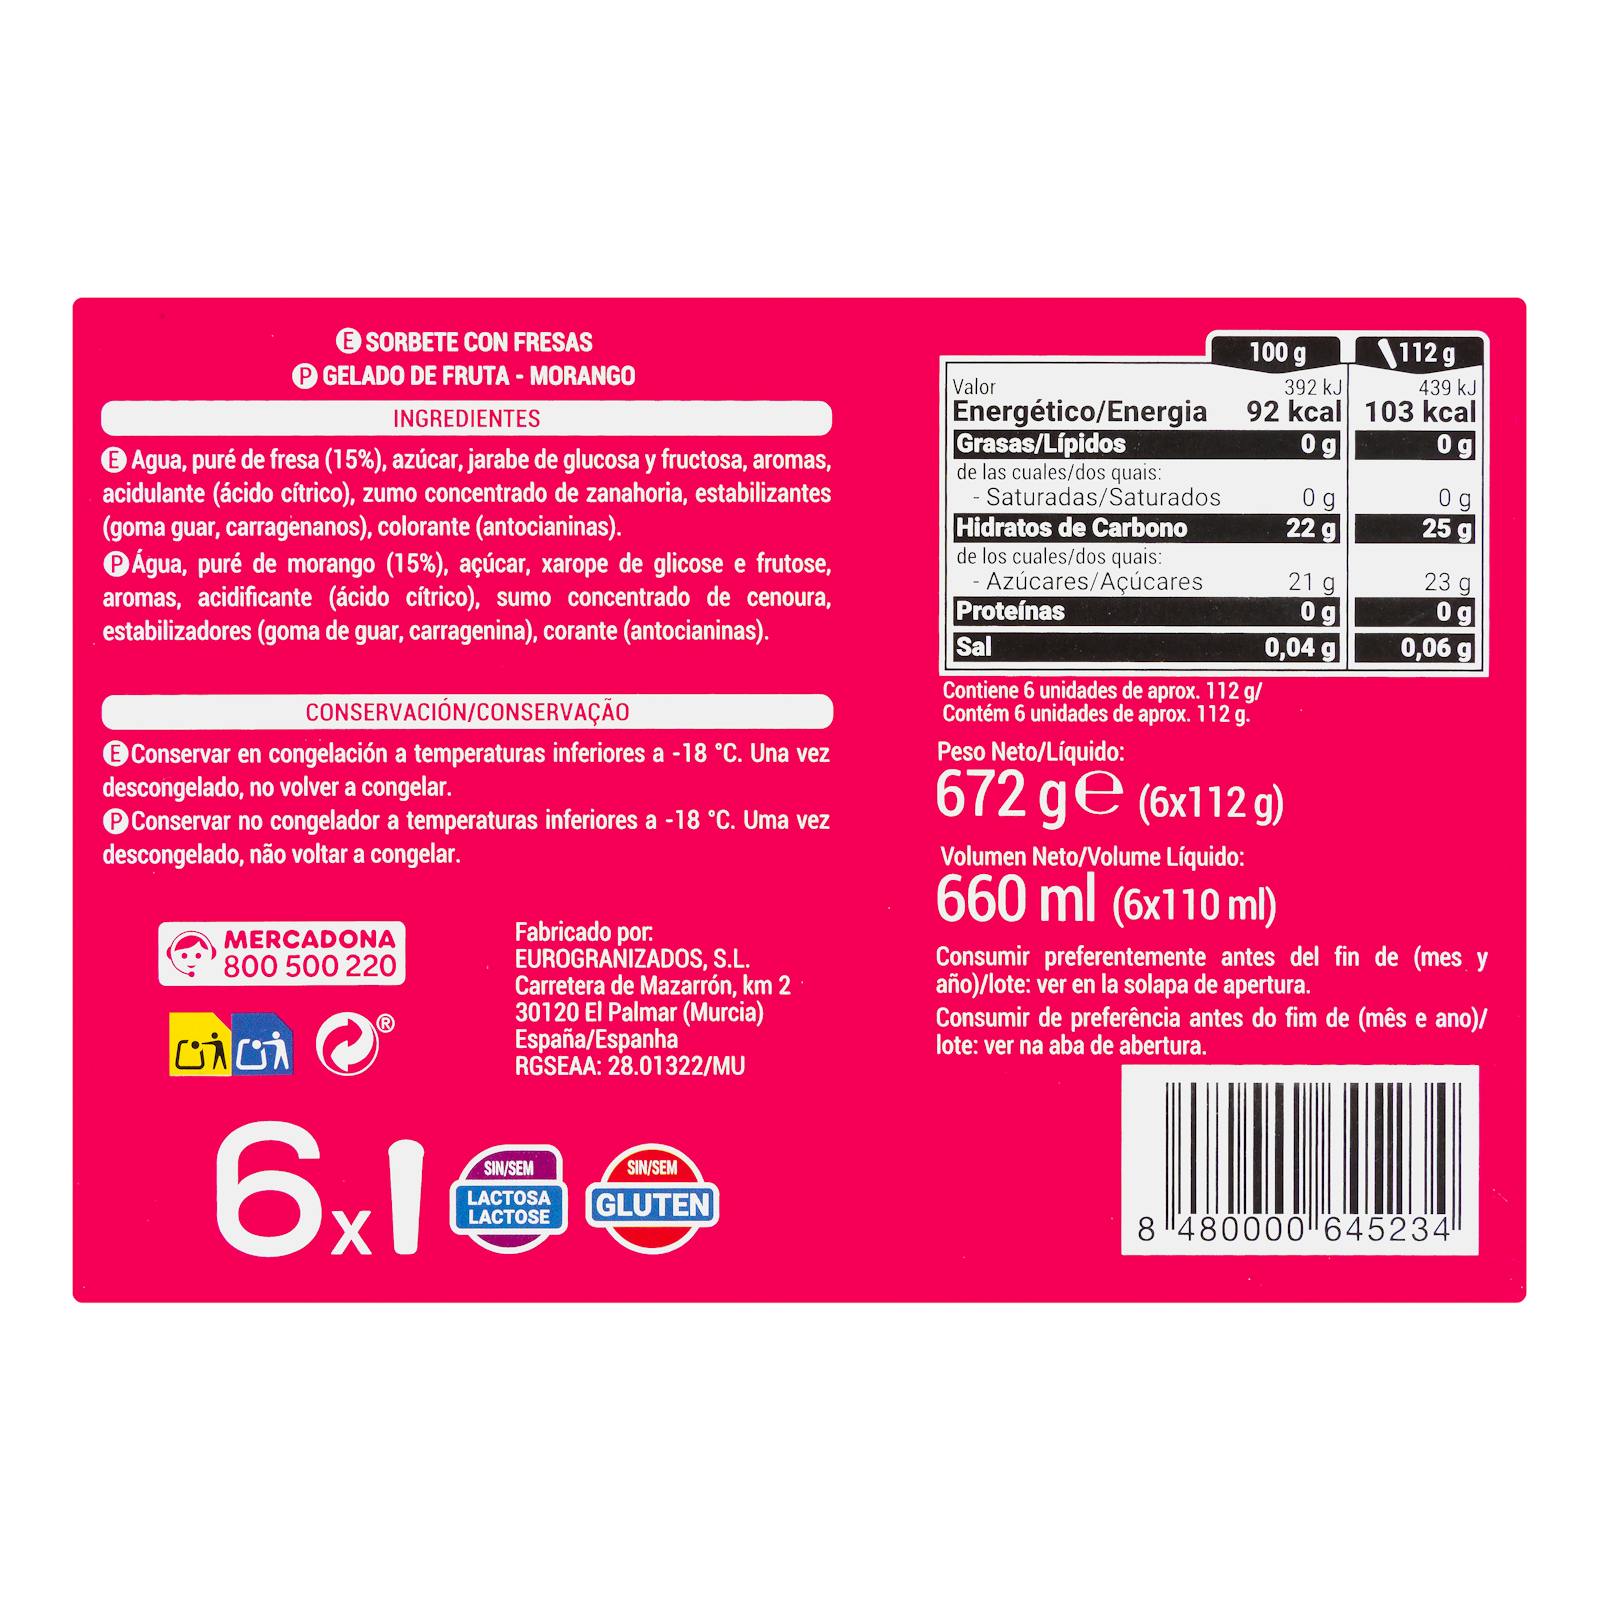 E SORBETE CON FRESAS
P GELADO DE FRUTA - MORANGO
INGREDIENTES
E Agua, puré de fresa (15%), azúcar, jarabe de glucosa y fructosa, aromas,
acidulante (ácido cítrico), zumo concentrado de zanahoria, estabilizantes
(goma guar, carragenanos), colorante (antocianinas).
P Água, puré de morango (15%), açúcar, xarope de glicose e frutose,
aromas, acidificante (ácido cítrico), sumo concentrado de cenoura,
estabilizadores (goma de guar, carragenina), corante (antocianinas).
CONSERVACIÓN/CONSERVAÇÃO
E Conservar en congelación a temperaturas inferiores a -18 °C. Una vez
descongelado, no volver a congelar.
P Conservar no congelador a temperaturas inferiores a -18 °C. Uma vez
descongelado, não voltar a congelar.
MERCADONA
800 500 220
®
Fabricado por:
EUROGRANIZADOS, S.L.
Carretera de Mazarrón, km 2
30120 El Palmar (Murcia)
España/Espanha
RGSEAA: 28.01322/MU
6x
SIN/SEM
LACTOSA
LACTOSE
SIN/SEM
GLUTEN
100 g 112 g
Valor 392 kJ 439 kJ
Energético/Energia 92 kcal 103 kcal
Grasas/Lípidos 0 g 0 g
de las cuales/dos quais:
- Saturadas/Saturados 0 g 0 g
Hidratos de Carbono 22 g 25 g
de los cuales/dos quais:
- Azúcares/Açúcares 21 g 23 g
Proteínas 0 g 0 g
Sal 0,04 g 0,06 g
Contiene 6 unidades de aprox. 112 g/
Contém 6 unidades de aprox. 112 g.
Peso Neto/Líquido:
672 g ℮ (6x112 g)
Volumen Neto/Volume Líquido:
660 ml (6x110 ml)
Consumir preferentemente antes del fin de (mes y
año)/lote: ver en la solapa de apertura.
Consumir de preferência antes do fim de (mês e ano)/
lote: ver na aba de abertura.
8 480000 645234